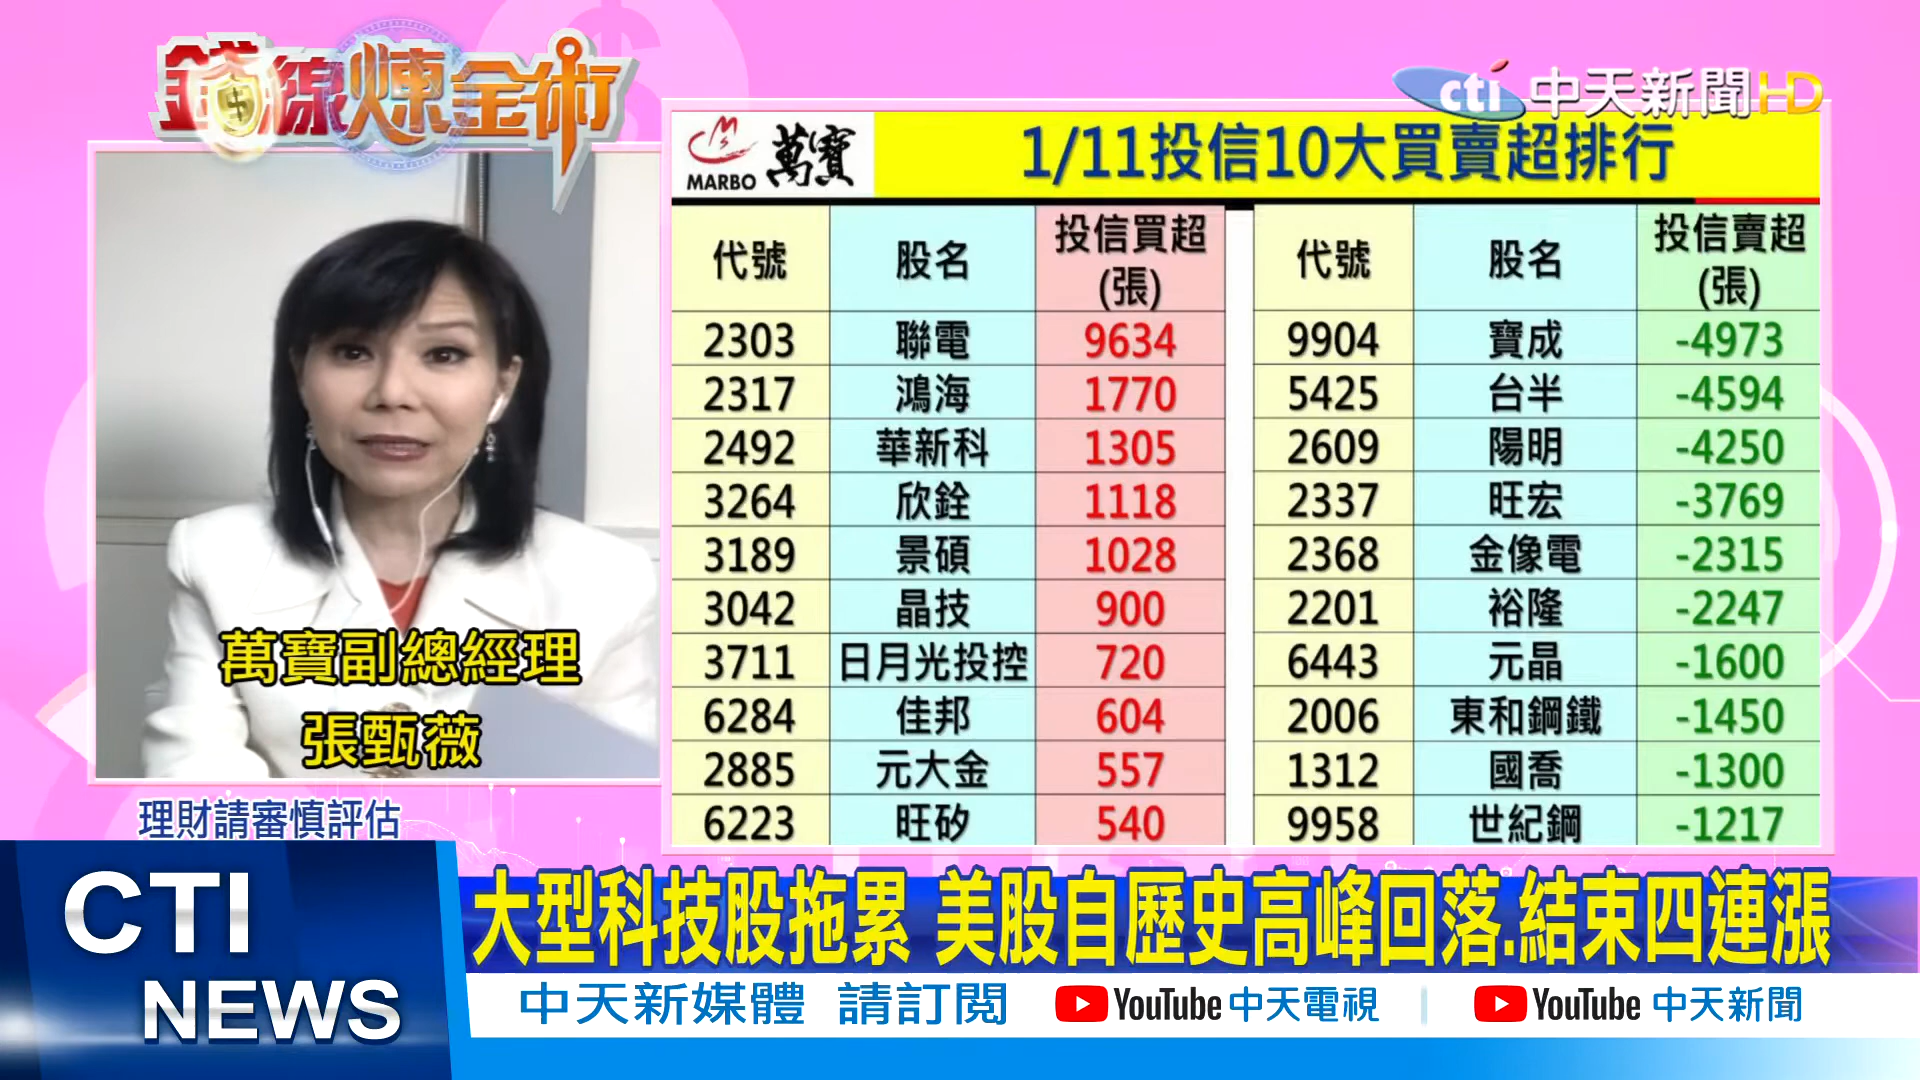 錢線煉金術
cti 中天新聞HD
MARBO 萬寶
1/11投信10大買賣超排行
代號 股名 投信買超(張) 代號 股名 投信賣超(張)
2303 聯電 9634 9904 寶成 -4973
2317 鴻海 1770 5425 台半 -4594
2492 華新科 1305 2609 陽明 -4250
3264 欣銓 1118 2337 旺宏 -3769
3189 景碩 1028 2368 金像電 -2315
3042 晶技 900 2201 裕隆 -2247
3711 日月光投控 720 6443 元晶 -1600
6284 佳邦 604 2006 東和鋼鐵 -1450
2885 元大金 557 1312 國喬 -1300
6223 旺矽 540 9958 世紀鋼 -1217
萬寶副總經理
張甄薇
理財請審慎評估
CTI
NEWS
大型科技股拖累 美股自歷史高峰回落.結束四連漲
中天新媒體 請訂閱 YouTube 中天電視 | YouTube 中天新聞